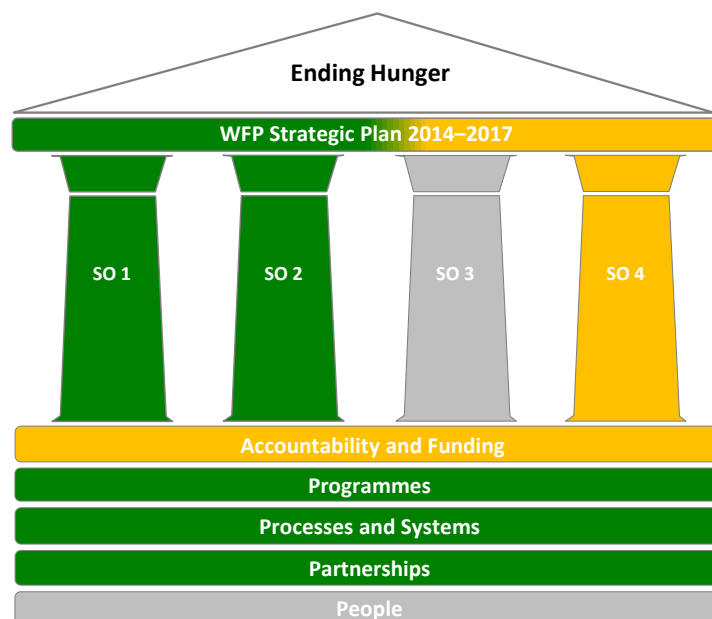 Ending Hunger
WFP Strategic Plan 2014–2017
SO 1
SO 2
SO 3
SO 4
Accountability and Funding
Programmes
Processes and Systems
Partnerships
People